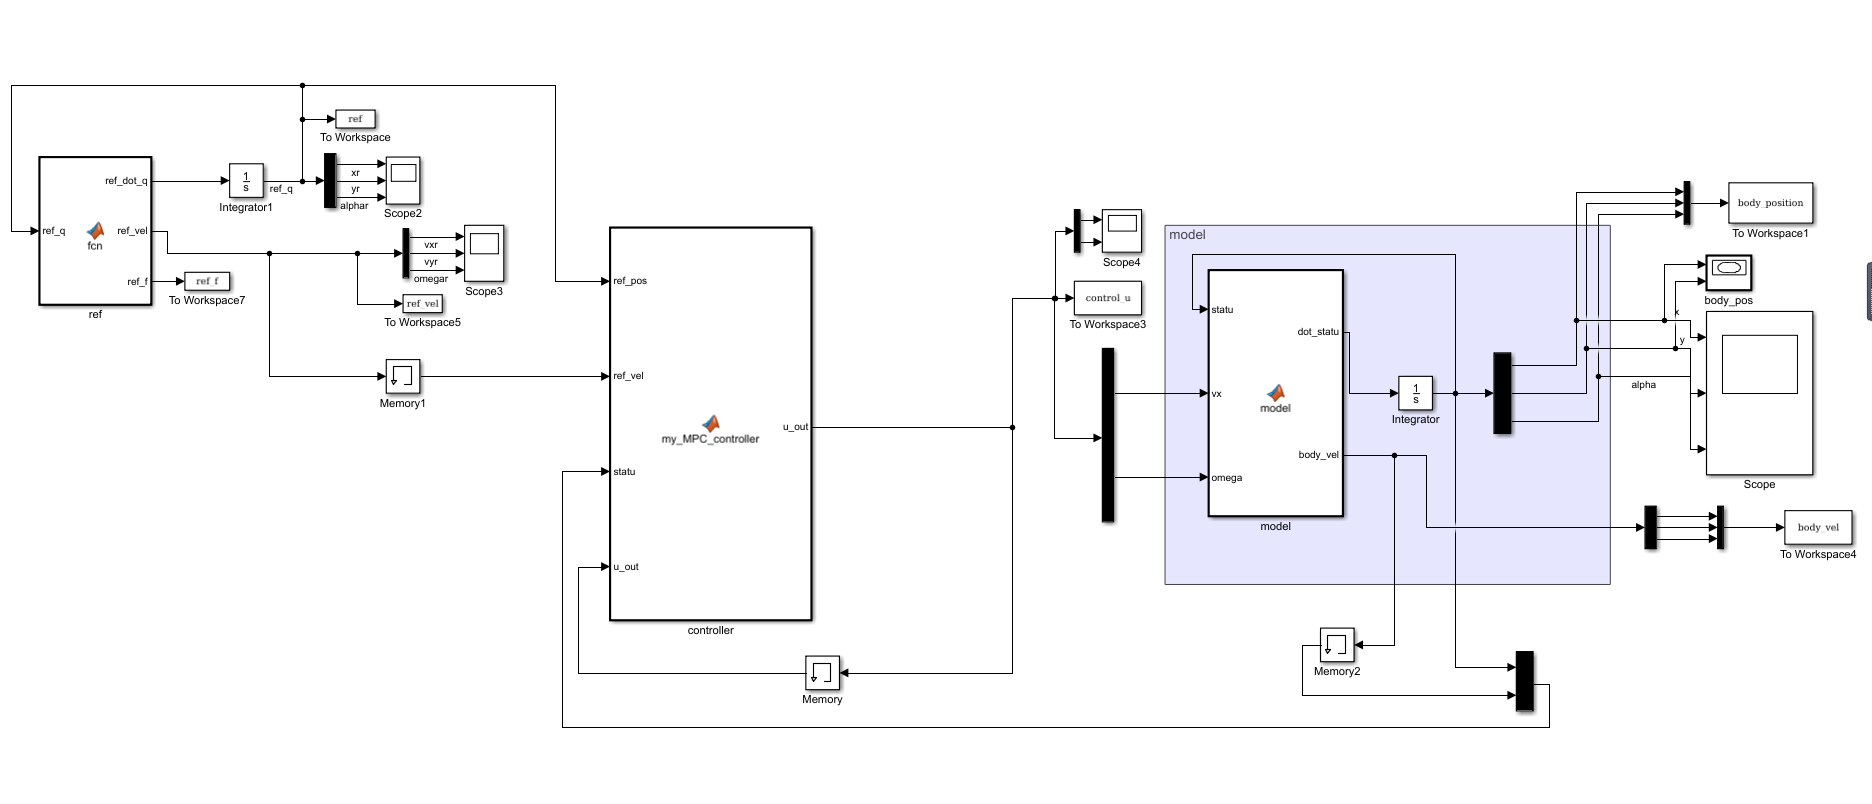 ref
To Workspace
ref_dot_q
1
s
ref_q
Integrator1
xr
yr
alphar
Scope2
ref_q
fcn
ref_vel
ref_f
ref
ref_f
To Workspace7
vxr
vyr
omegar
Scope3
ref_vel
To Workspace5
Memory1
ref_pos
ref_vel
statu
u_out
my_MPC_controller
u_out
controller
Memory
Scope4
control_u
To Workspace3
model
statu
vx
omega
dot_statu
model
body_vel
model
1
s
Integrator
Memory2
body_position
To Workspace1
body_pos
x
y
alpha
Scope
body_vel
To Workspace4